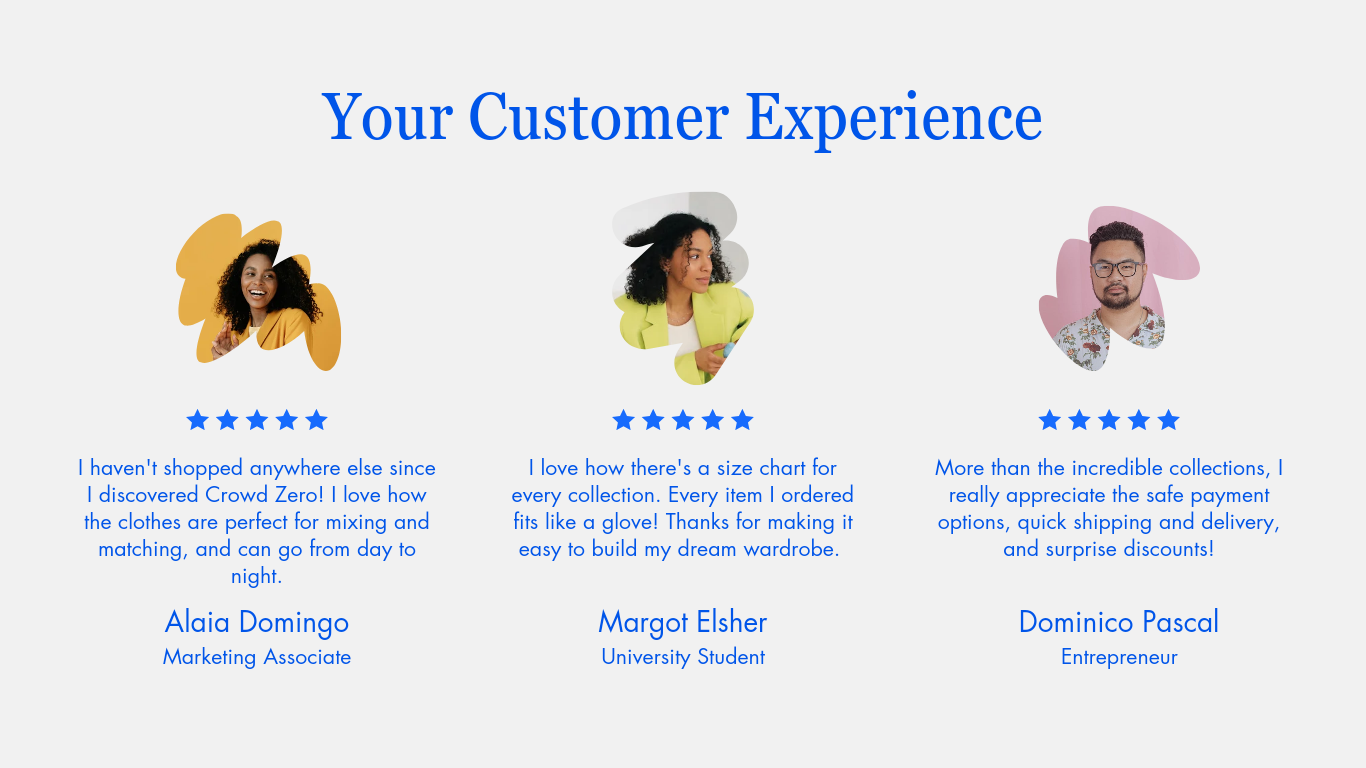 Your Customer Experience
I haven't shopped anywhere else since
I discovered Crowd Zero! I love how
the clothes are perfect for mixing and
matching, and can go from day to
night.
Alaia Domingo
Marketing Associate
I love how there's a size chart for
every collection. Every item I ordered
fits like a glove! Thanks for making it
easy to build my dream wardrobe.
Margot Elsher
University Student
More than the incredible collections, I
really appreciate the safe payment
options, quick shipping and delivery,
and surprise discounts!
Dominico Pascal
Entrepreneur